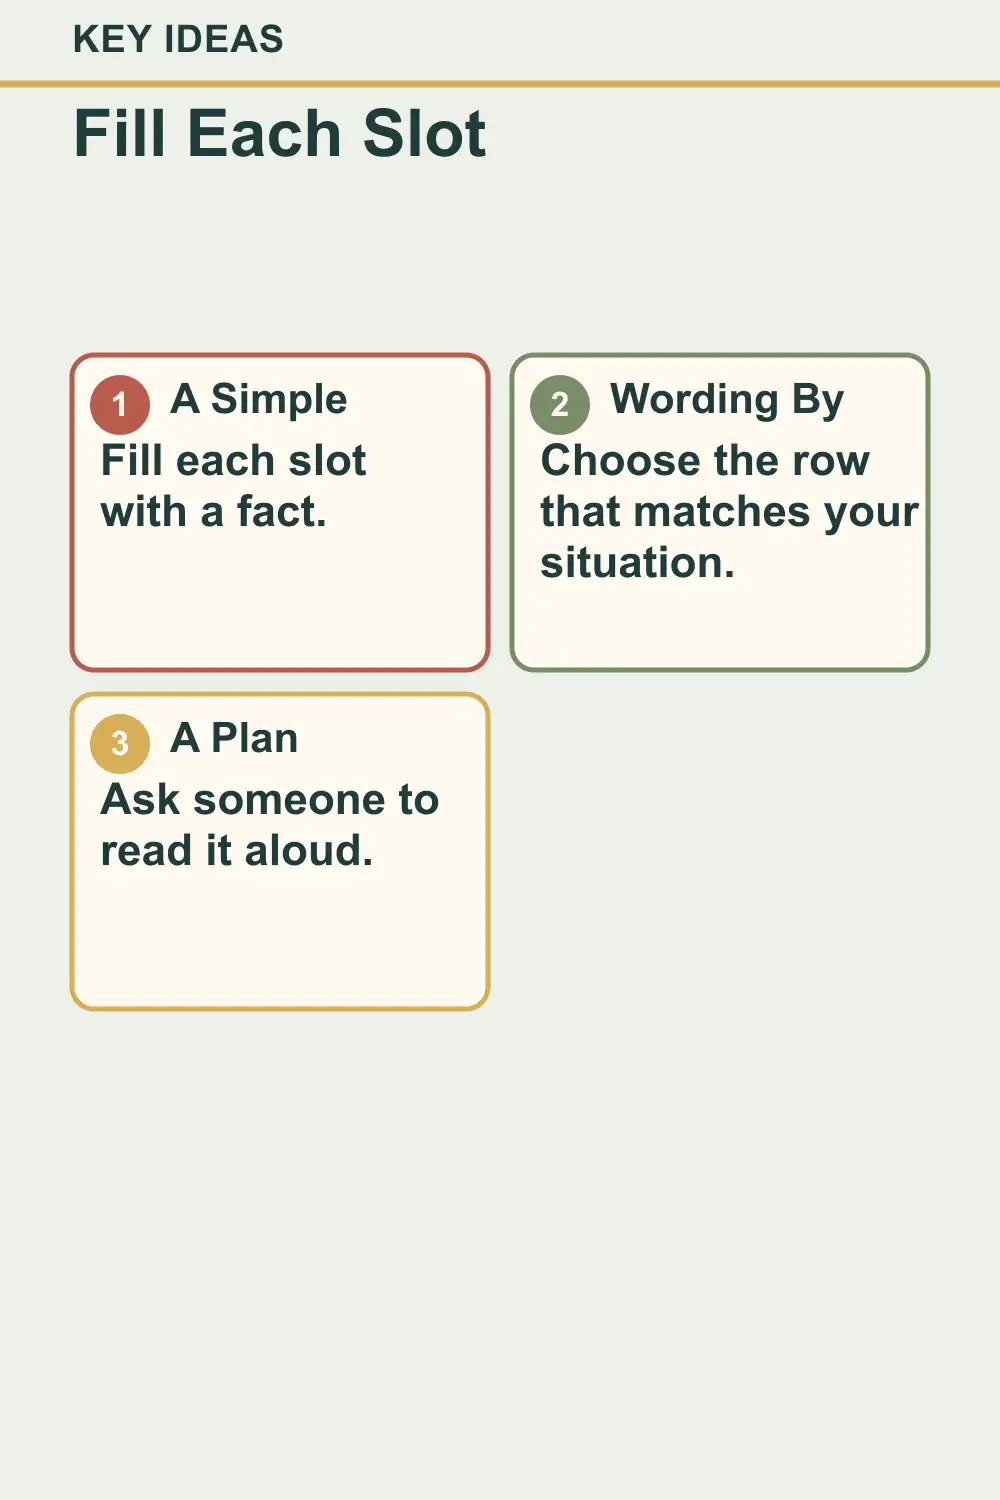 KEY IDEAS
Fill Each Slot
1 A Simple
Fill each slot
with a fact.
2 Wording By
Choose the row
that matches your
situation.
3 A Plan
Ask someone to
read it aloud.